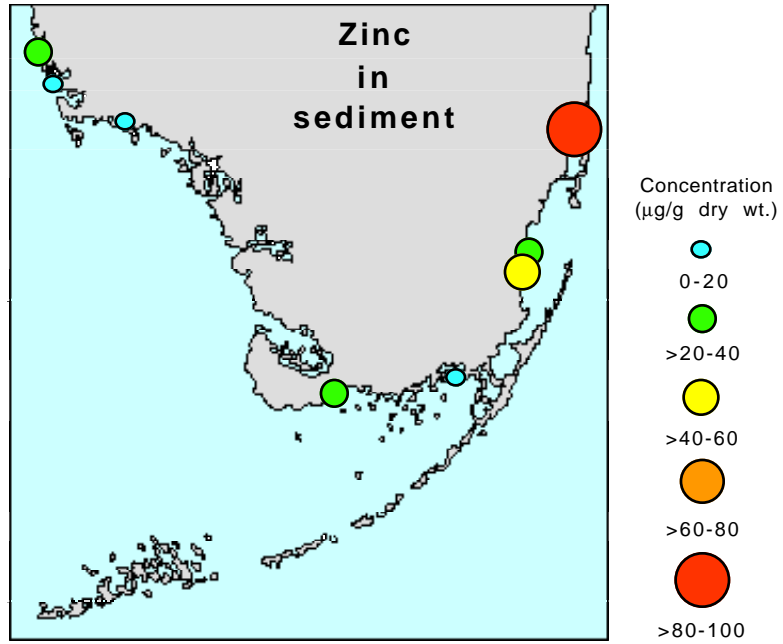 Zinc
in
sediment
Concentration
(μg/g dry wt.)
0-20
>20-40
>40-60
>60-80
>80-100